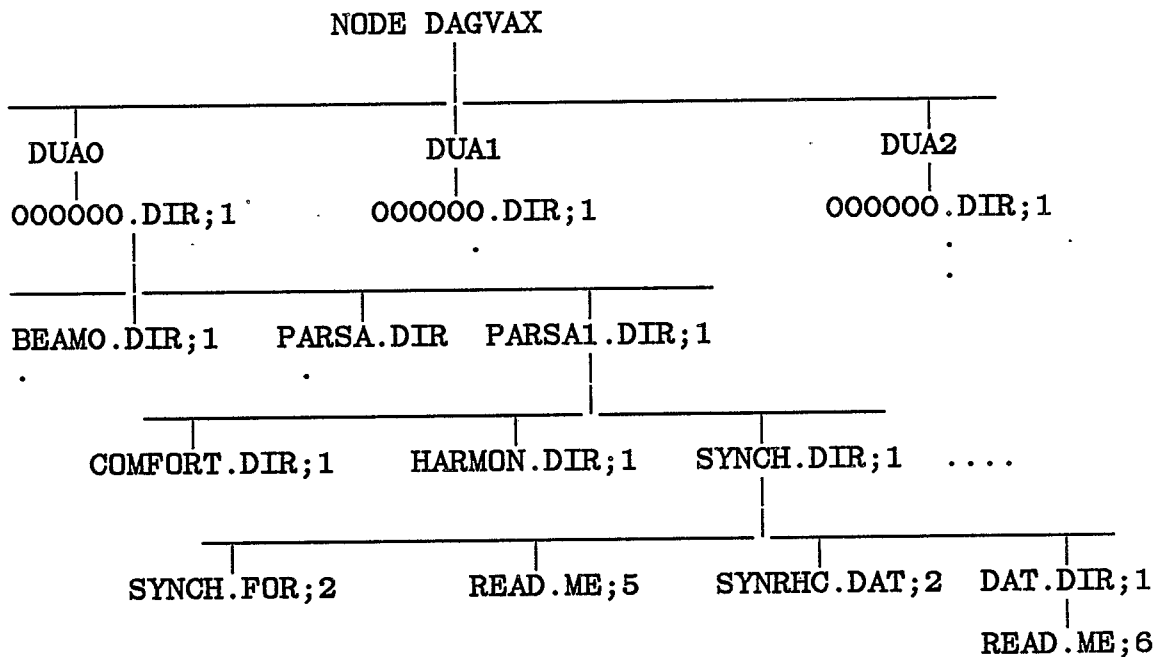 NODE DAGVAX
DUA0 DUA1 DUA2
000000.DIR;1 000000.DIR;1 000000.DIR;1
BEAMO.DIR;1 PARSA.DIR PARSA1.DIR;1
COMFORT.DIR;1 HARMON.DIR;1 SYNCH.DIR;1 ....
SYNCH.FOR;2 READ.ME;5 SYNRHC.DAT;2 DAT.DIR;1
READ.ME;6